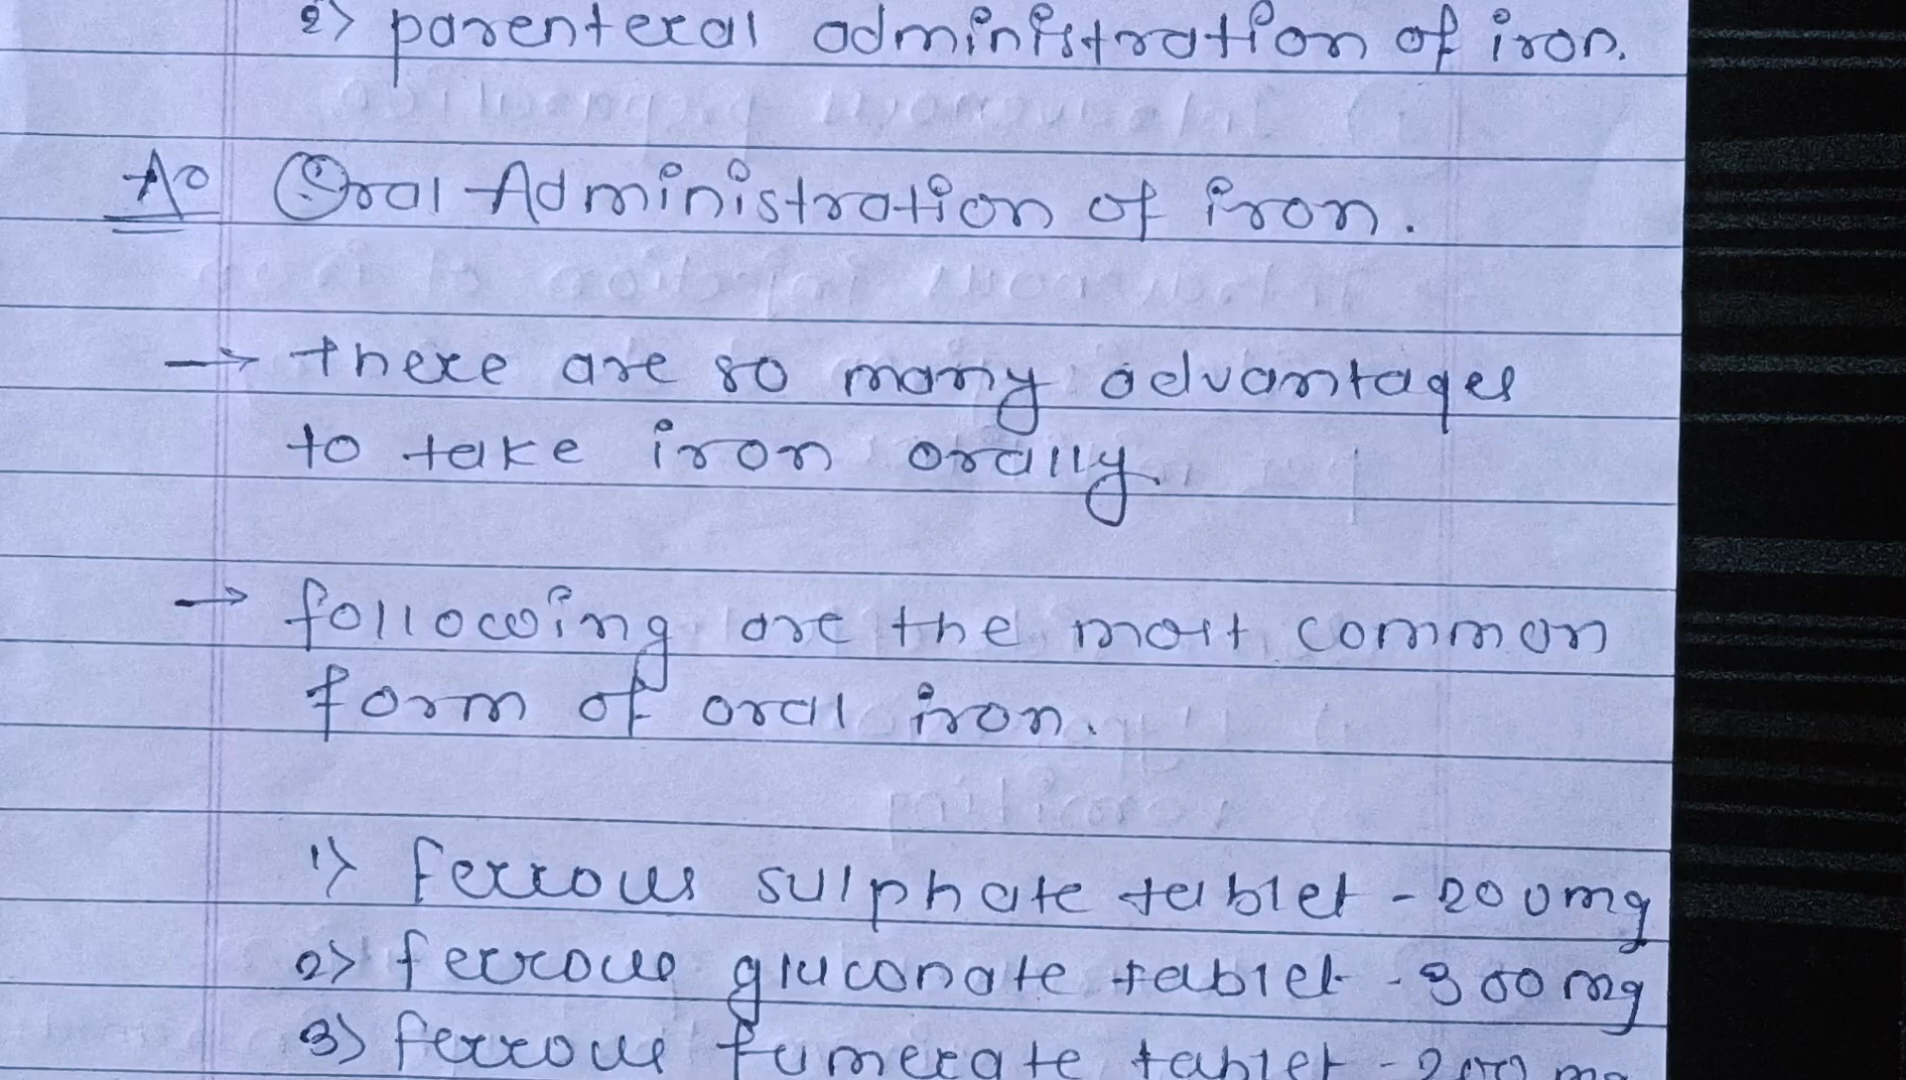 2> parenteral administration of iron.
A. Oral Administration of iron.
→ there are so many advantages
to take iron orally.
→ following are the most common
form of oral iron.
1> ferrous sulphate tablet - 200mg
2> ferrous gluconate tablet - 300mg
3> ferrous fumerate tablet - 200 mg